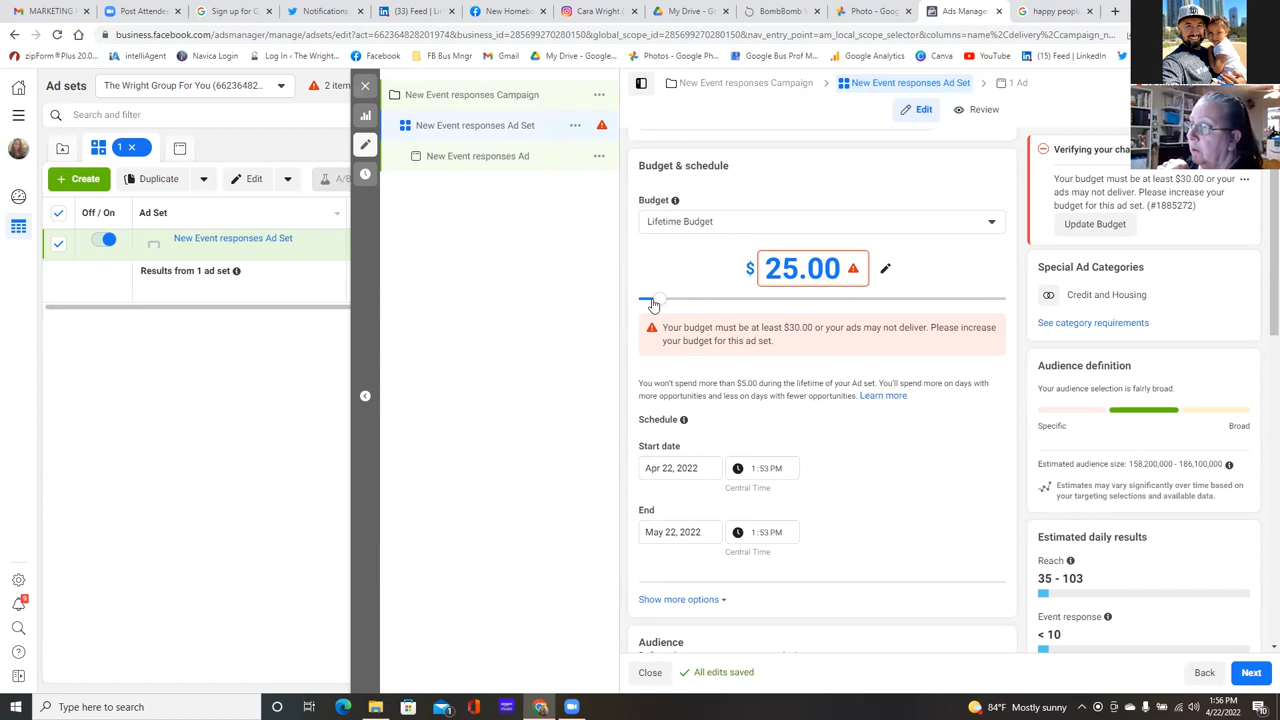 MARKETING
Post Attende
Sign up for G
Notifications
(3) Feed | Lin
New Homebu
Cara Wright (
My Drive - G
BombBomb
Photo - Goog
Ads Manager
happy peopl
business.facebook.com/adsmanager/manage/adsets/edit?act=662364828201974&business_id=285699270280150&global_scope_id=285699270280150&nav_entry_point=am_local_scope_selector&columns=name%2Cdelivery%2Ccampaign_n...
zipForm®Plus 20.0...
intelliAgent
Navica Login
In The Wright...
Facebook
BMS
Gmail
My Drive - Google...
Photos - Google P...
Google Bus Prof M...
Google Analytics
Canva
YouTube
(15) Feed | LinkedIn
Ad sets
The Wright Group For You (66236482...
2 item
Search and filter
1
Create
Duplicate
Edit
A/B
Off / On
Ad Set
New Event responses Ad Set
Results from 1 ad set
New Event responses Campaign
New Event responses Ad Set
New Event responses Ad
New Event responses Campaign
New Event responses Ad Set
1 Ad
Edit
Review
Budget & schedule
Budget
Lifetime Budget
$ 25.00
Your budget must be at least $30.00 or your ads may not deliver. Please increase
your budget for this ad set.
You won't spend more than $5.00 during the lifetime of your Ad set. You'll spend more on days with
more opportunities and less on days with fewer opportunities. Learn more
Schedule
Start date
Apr 22, 2022
1:53 PM
Central Time
End
May 22, 2022
1:53 PM
Central Time
Show more options
Audience
Close
All edits saved
Back
Next
Verifying your cha
Your budget must be at least $30.00 or your
ads may not deliver. Please increase your
budget for this ad set. (#1885272)
Update Budget
Special Ad Categories
Credit and Housing
See category requirements
Audience definition
Your audience selection is fairly broad.
Specific
Broad
Estimated audience size: 158,200,000 - 186,100,000
Estimates may vary significantly over time based on
your targeting selections and available data.
Estimated daily results
Reach
35 - 103
Event response
< 10
9
Type here to search
84°F Mostly sunny
1:56 PM
4/22/2022
10